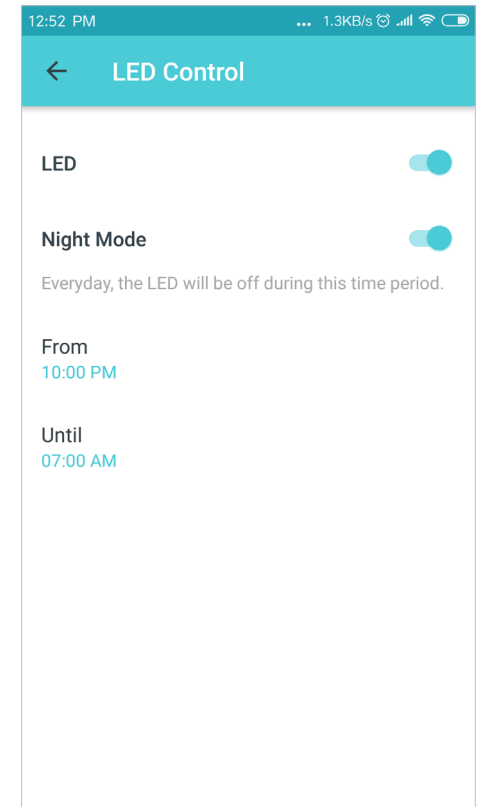 12:52 PM ... 1.3KB/s
LED Control
LED
Night Mode
Everyday, the LED will be off during this time period.
From
10:00 PM
Until
07:00 AM